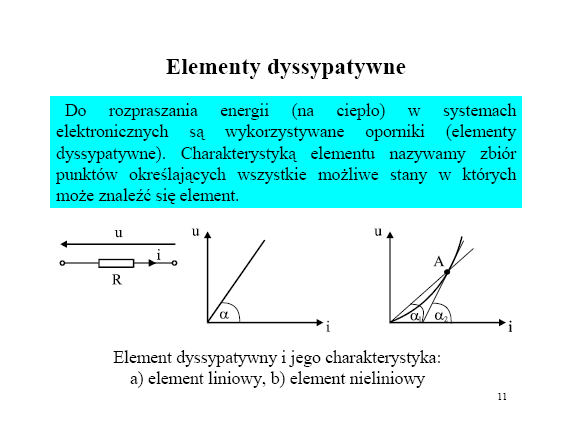 Elementy dyssypatywne
Do rozpraszania energii (na ciepło) w systemach
elektronicznych są wykorzystywane oporniki (elementy
dyssypatywne). Charakterystyką elementu nazywamy zbiór
punktów określających wszystkie możliwe stany w których
może znaleźć się element.
u
i
R
u
α
i
u
A
α₁ α₂
i
Element dyssypatywny i jego charakterystyka:
a) element liniowy, b) element nieliniowy
11